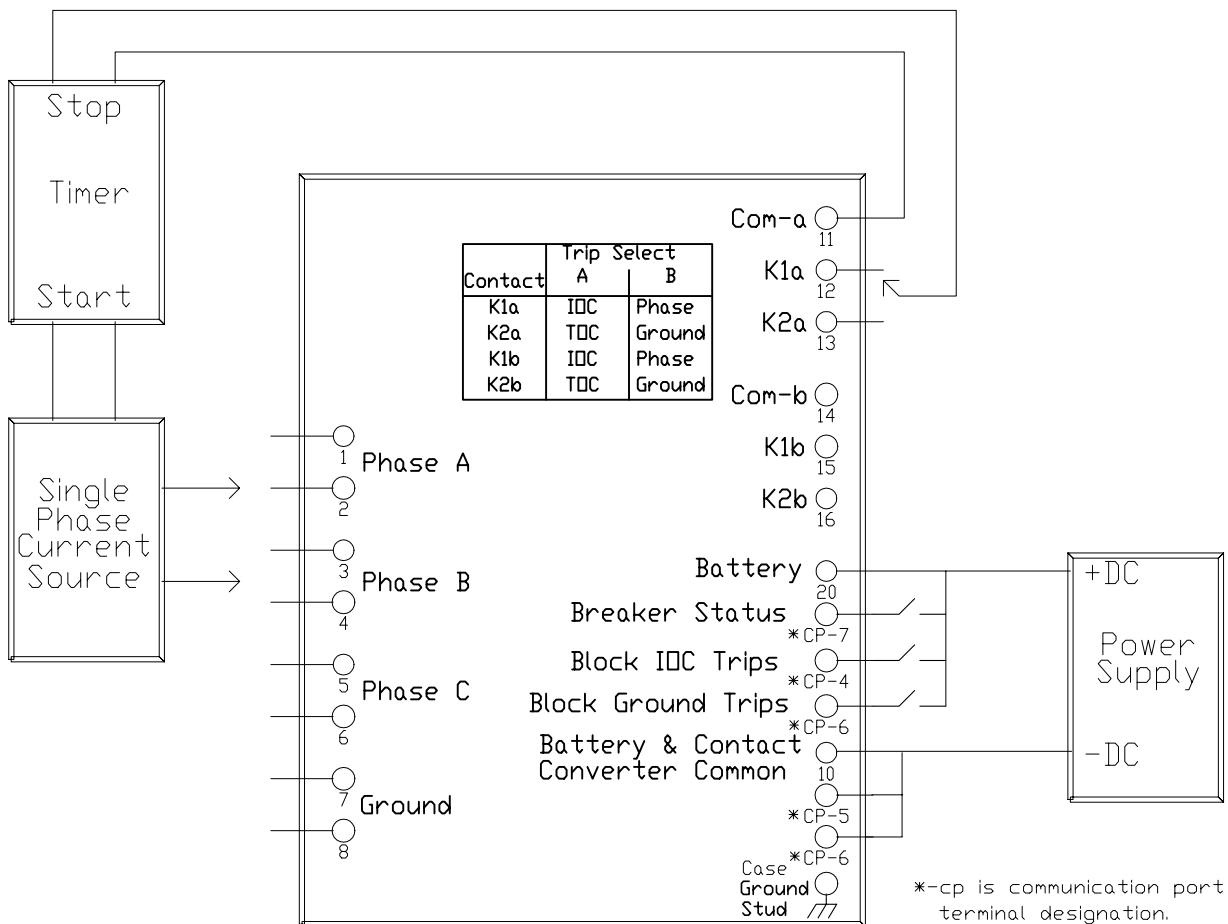 Stop
Timer
Start
Single
Phase
Current
Source
Trip Select
Contact A B
K1a IOC Phase
K2a TOC Ground
K1b IOC Phase
K2b TOC Ground
1
Phase A
2
3
Phase B
4
5
Phase C
6
7
Ground
8
Com-a
11
K1a
12
K2a
13
Com-b
14
K1b
15
K2b
16
Battery
20
Breaker Status
*CP-7
Block IOC Trips
*CP-4
Block Ground Trips
*CP-6
Battery & Contact
Converter Common
10
*CP-5
*CP-6
Case
Ground
Stud
+DC
Power
Supply
-DC
*-cp is communication port
terminal designation.